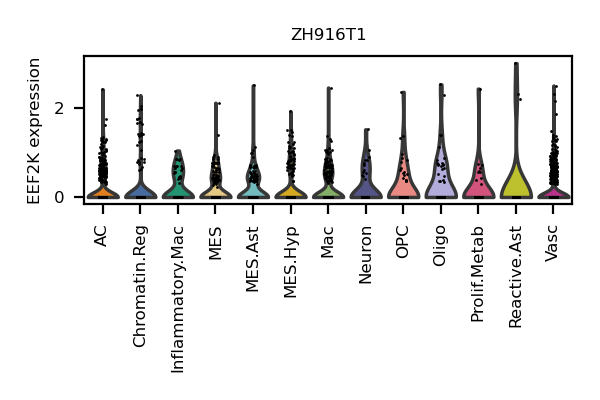 ZH916T1
EEF2K expression
2
0
AC
Chromatin.Reg
Inflammatory.Mac
MES
MES.Ast
MES.Hyp
Mac
Neuron
OPC
Oligo
Prolif.Metab
Reactive.Ast
Vasc